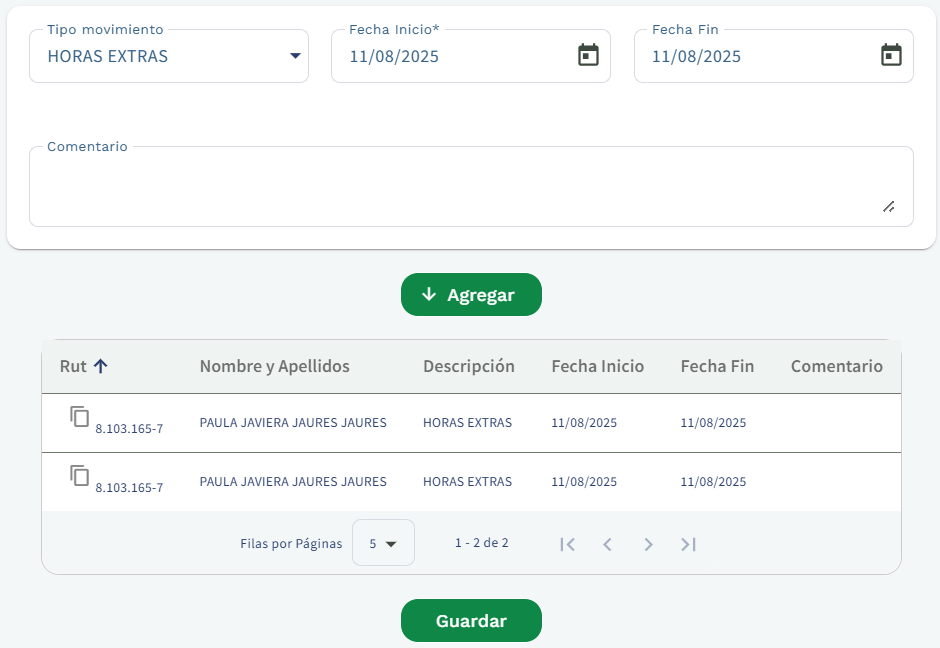 Tipo movimiento Fecha Inicio* Fecha Fin
HORAS EXTRAS 11/08/2025 11/08/2025
Comentario
Agregar
Rut Nombre y Apellidos Descripción Fecha Inicio Fecha Fin Comentario
8.103.165-7 PAULA JAVIERA JAURES JAURES HORAS EXTRAS 11/08/2025 11/08/2025
8.103.165-7 PAULA JAVIERA JAURES JAURES HORAS EXTRAS 11/08/2025 11/08/2025
Filas por Páginas 5 1 - 2 de 2
Guardar